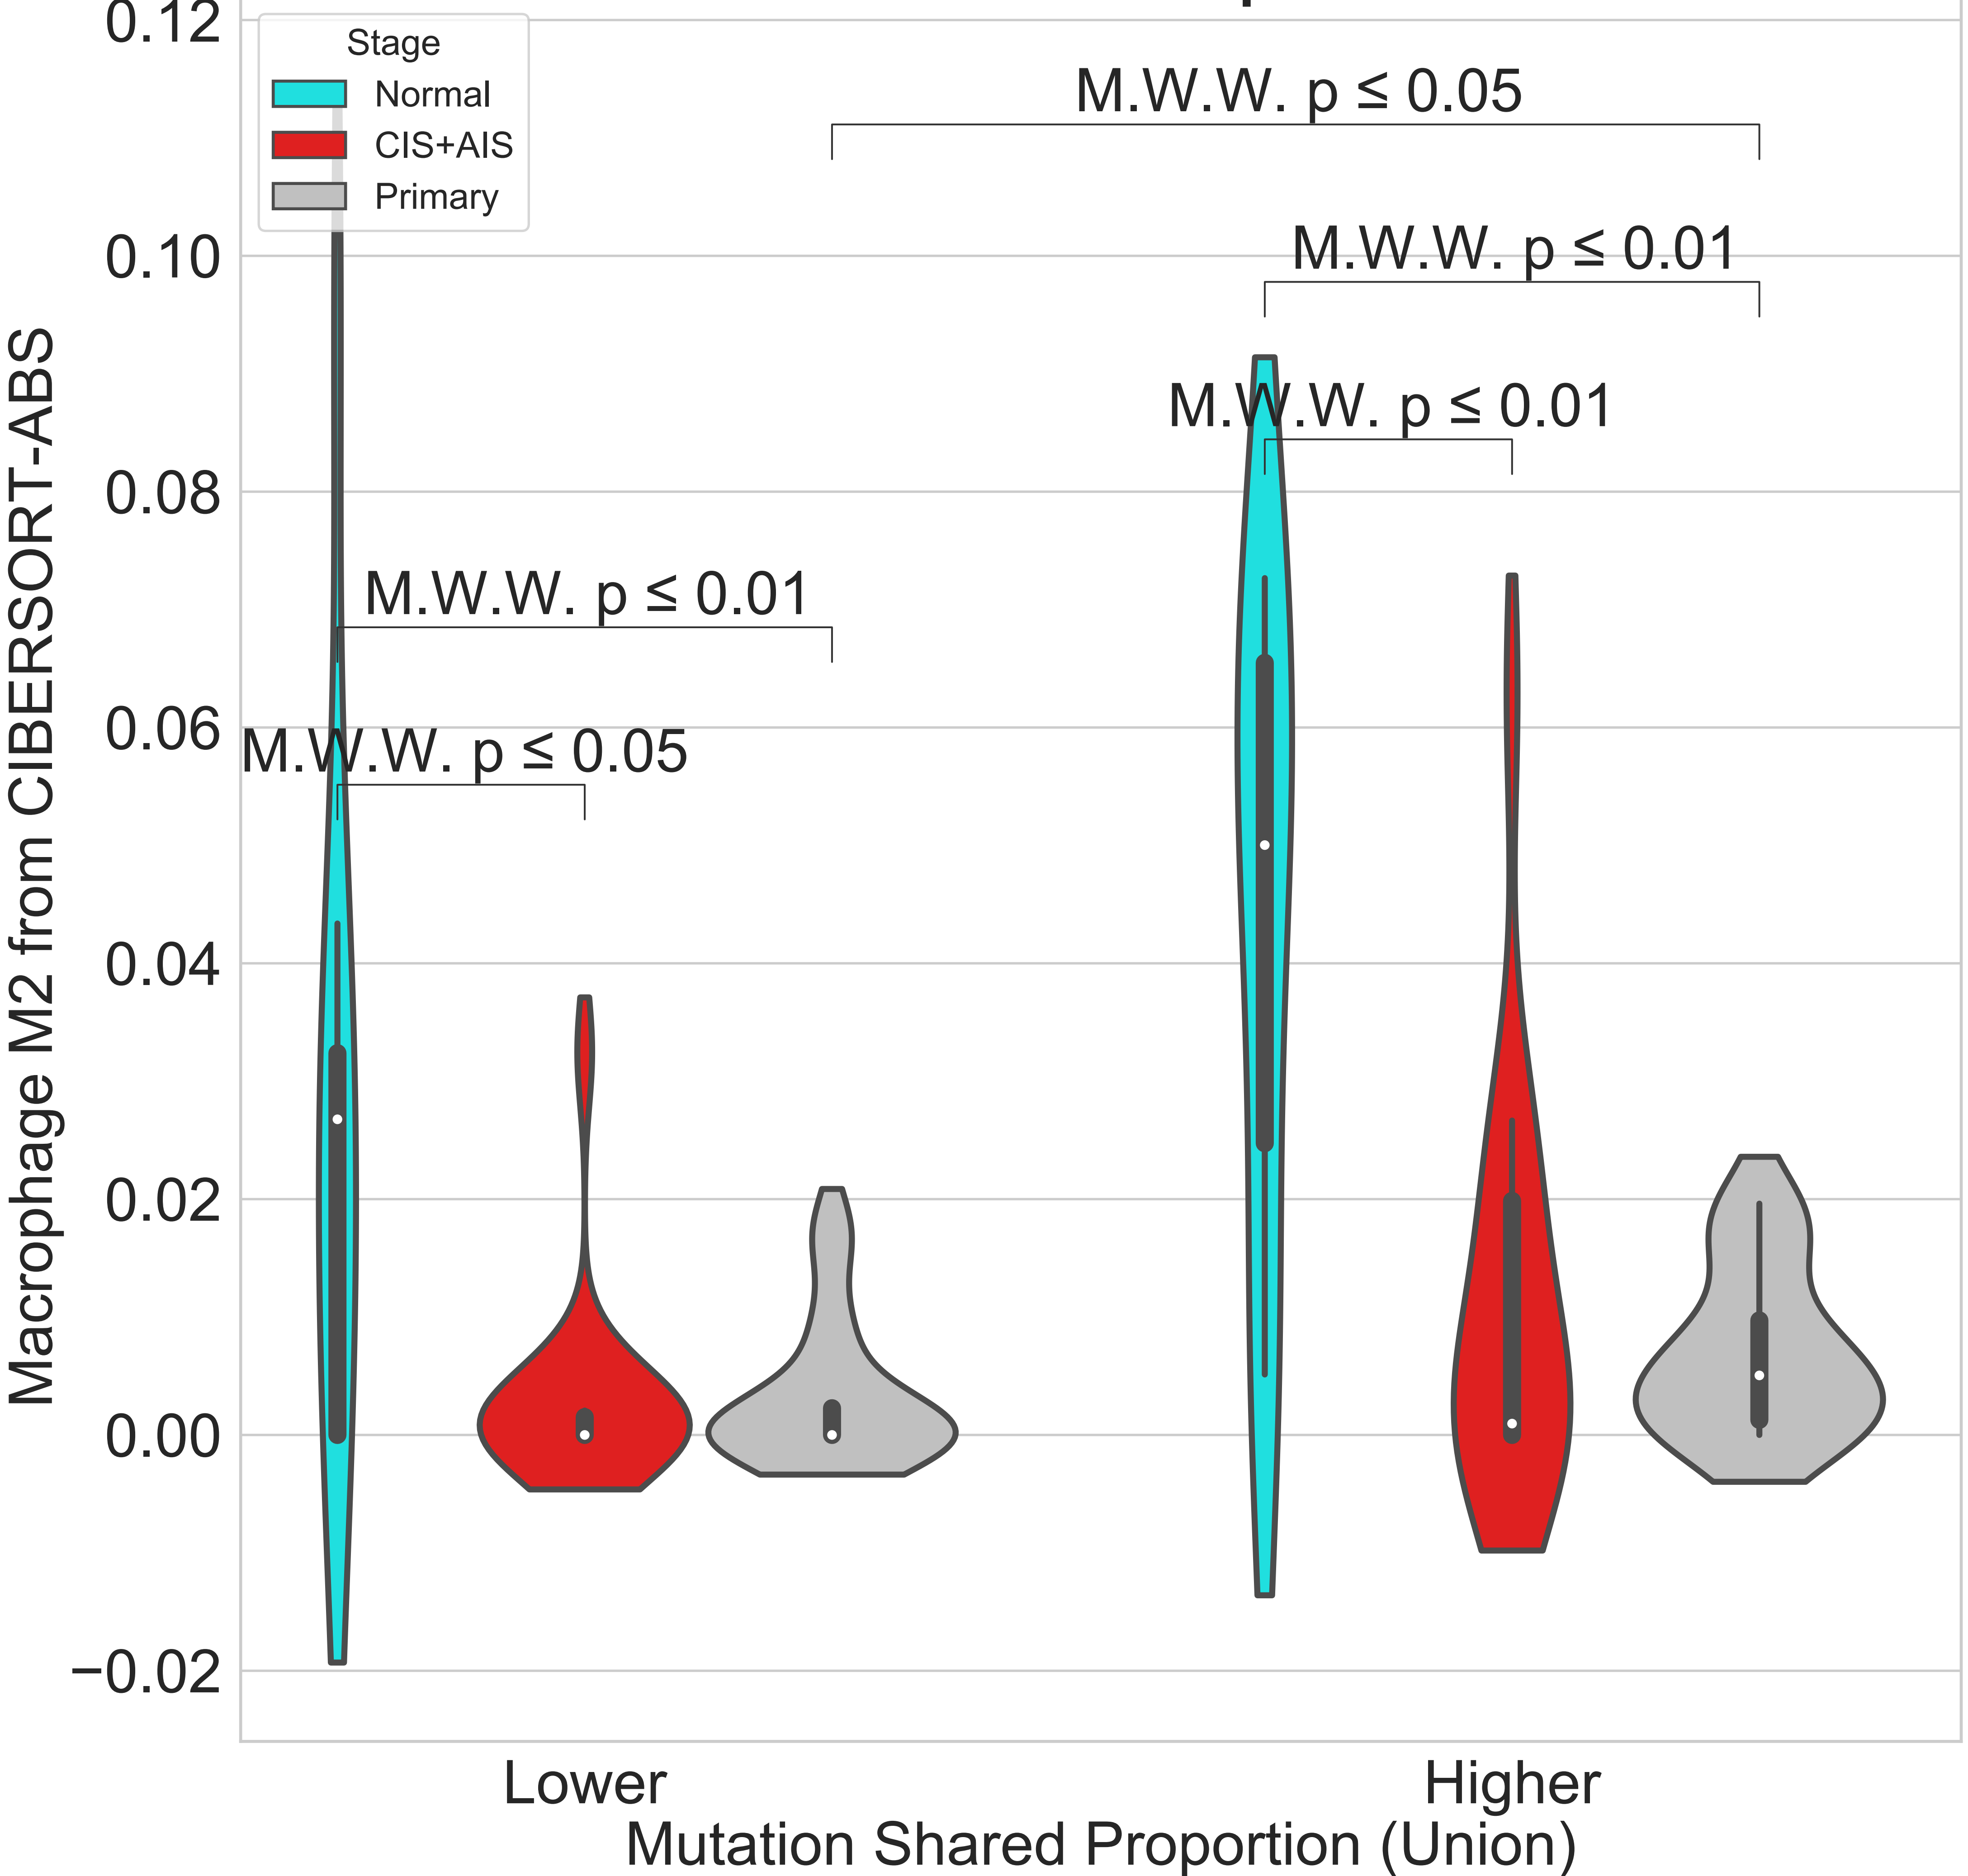 0.12
Stage
Normal
CIS+AIS
Primary
M.W.W. p ≤ 0.05
0.10
M.W.W. p ≤ 0.01
M.W.W. p ≤ 0.01
0.08
M.W.W. p ≤ 0.01
0.06
M.W.W. p ≤ 0.05
0.04
0.02
0.00
−0.02
Macrophage M2 from CIBERSORT-ABS
Lower
Higher
Mutation Shared Proportion (Union)